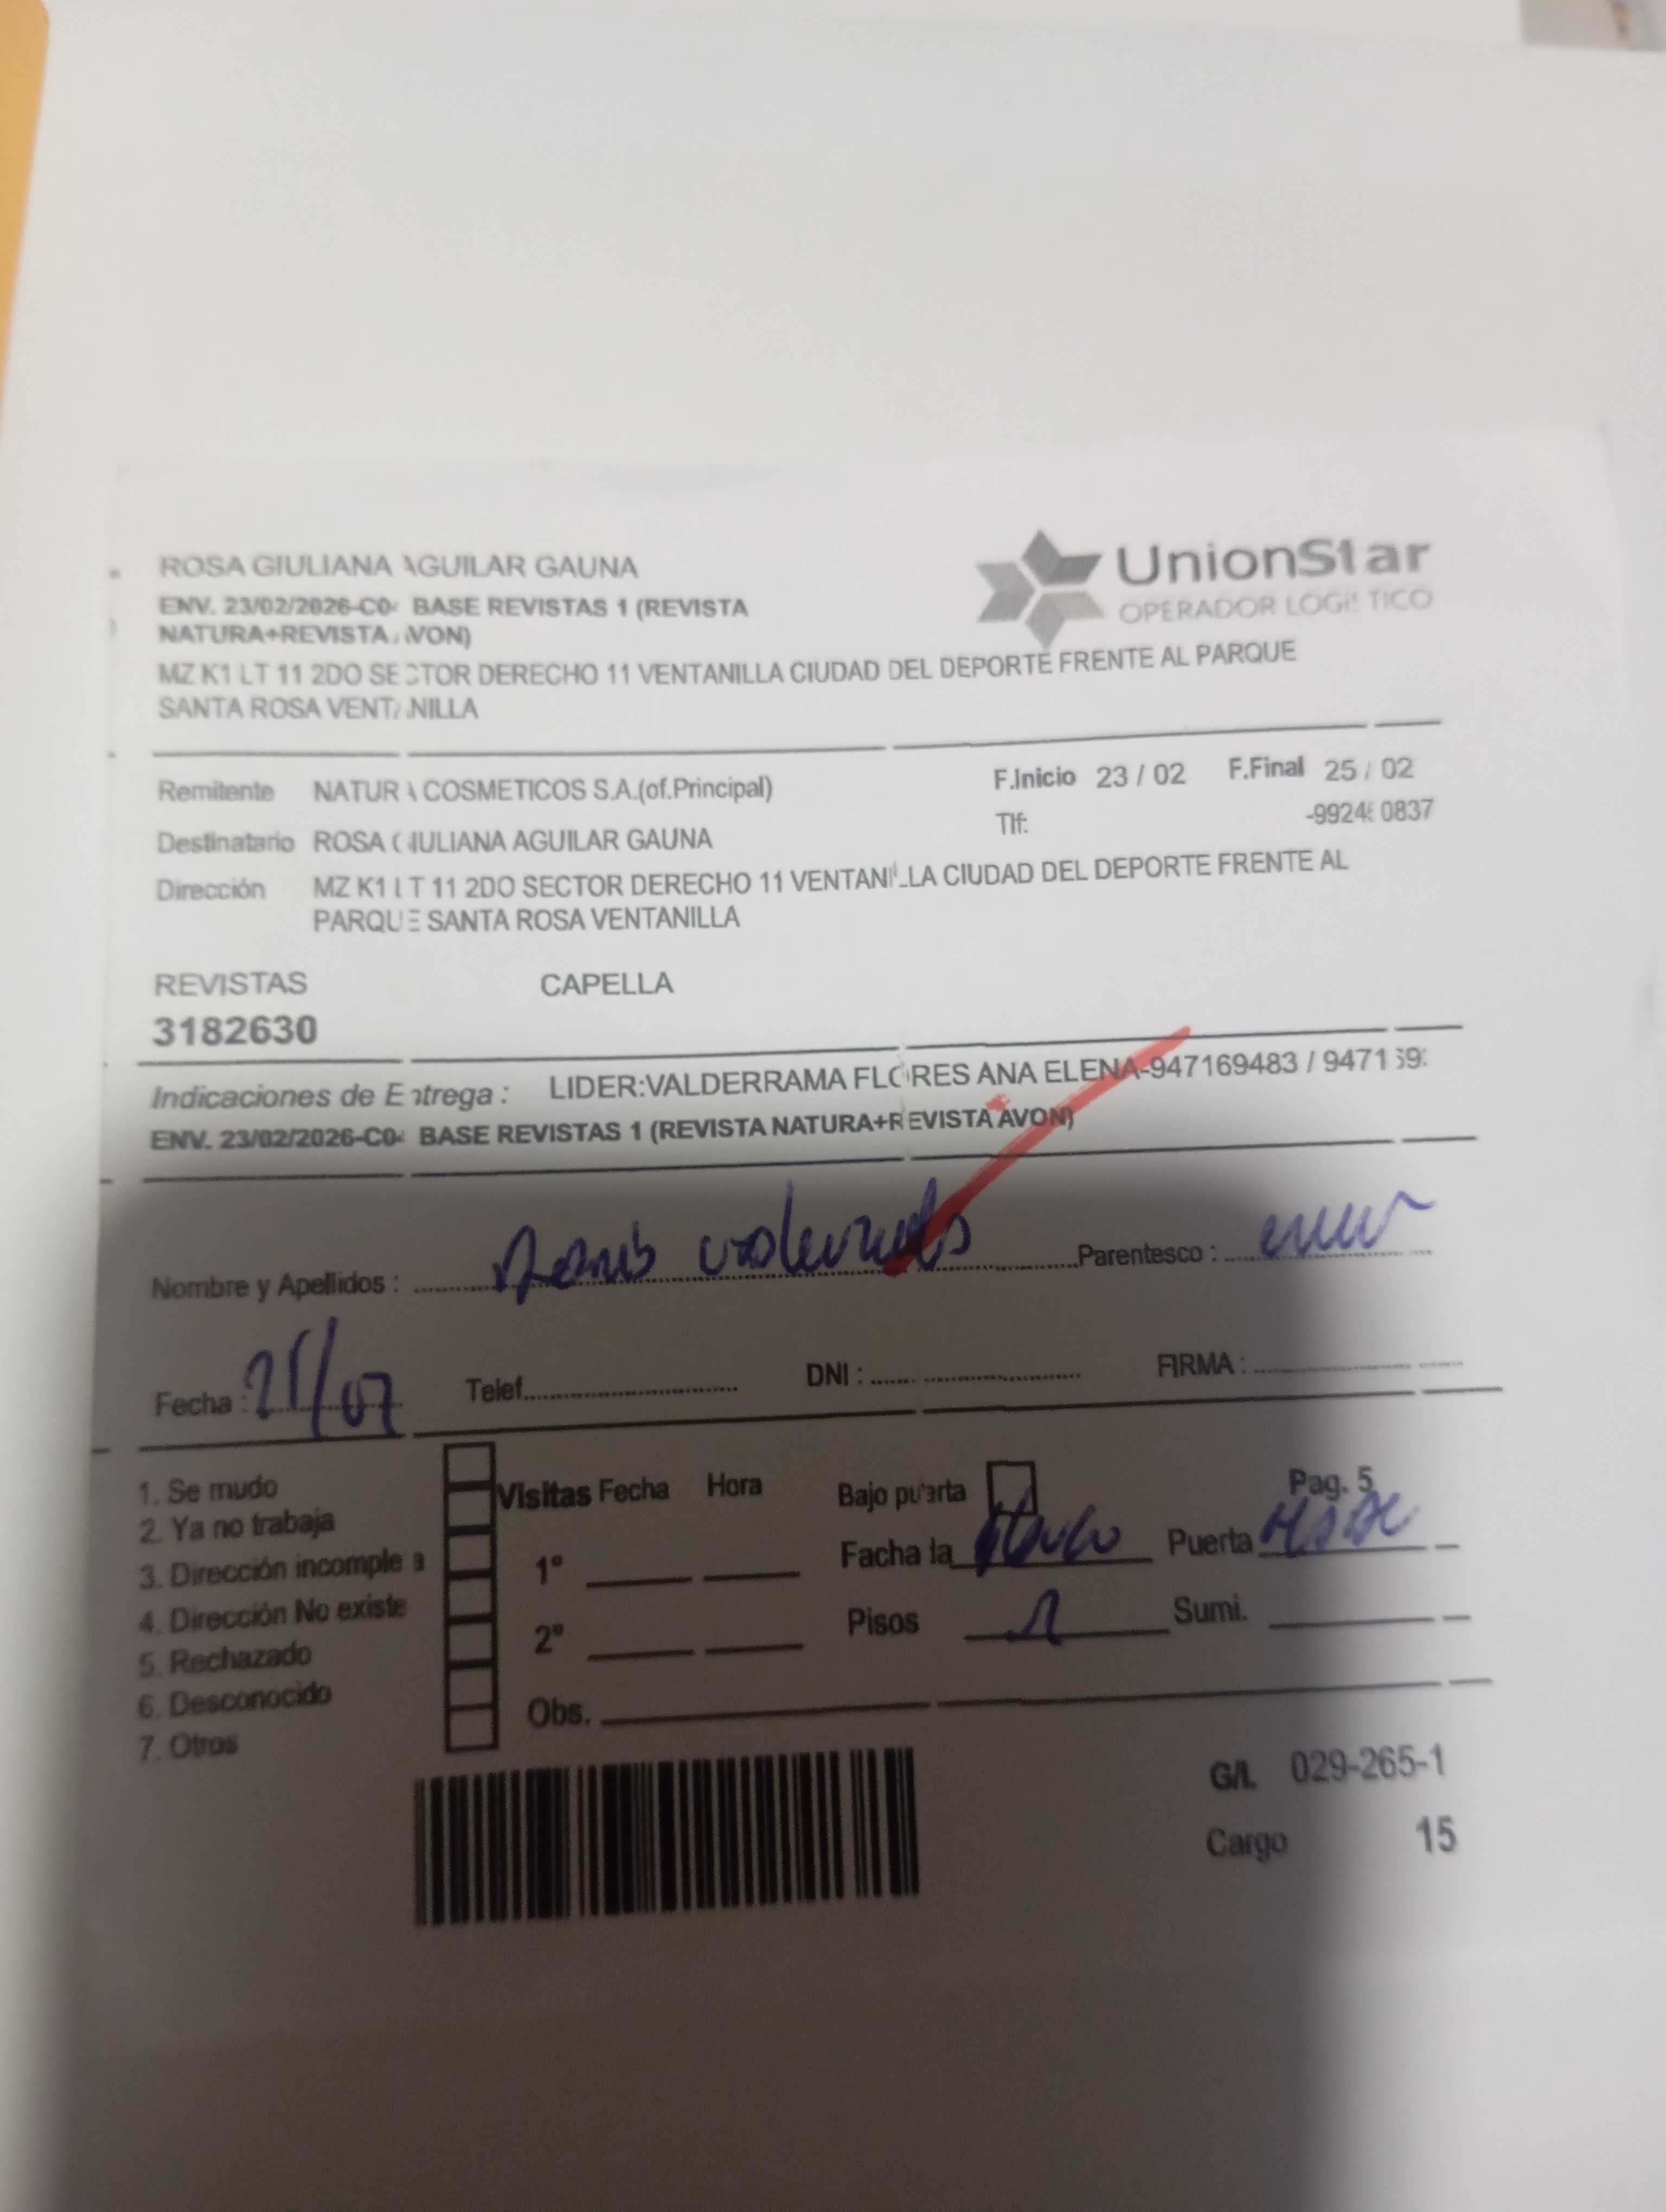 ROSA GIULIANA AGUILAR GAUNA
UnionStar
OPERADOR LOGISTICO
ENV. 23/02/2026-C04 BASE REVISTAS 1 (REVISTA
NATURA+REVISTA AVON)
MZ K1 LT 11 2DO SECTOR DERECHO 11 VENTANILLA CIUDAD DEL DEPORTE FRENTE AL PARQUE
SANTA ROSA VENTANILLA
Remitente NATURA COSMETICOS S.A.(of.Principal) F.Inicio 23 / 02 F.Final 25 / 02
Tlf:
Destinatario ROSA GIULIANA AGUILAR GAUNA
Dirección MZ K1 LT 11 2DO SECTOR DERECHO 11 VENTANILLA CIUDAD DEL DEPORTE FRENTE AL
PARQUE SANTA ROSA VENTANILLA
REVISTAS CAPELLA
3182630
Indicaciones de Entrega : LIDER:VALDERRAMA FLORES ANA ELENA-947169483 /
ENV. 23/02/2026-C04 BASE REVISTAS 1 (REVISTA NATURA+REVISTA AVON)
Nombre y Apellidos : Parentesco :
Fecha : Telef. DNI : FIRMA :
1. Se mudo
2. Ya no trabaja
3. Dirección incompleta
4. Dirección No existe
5. Rechazado
6. Desconocido
7. Otros
Visitas Fecha Hora
1°
2°
Obs.
Bajo puerta Pag. 5
Facha la Puerta
Pisos 1 Sumi.
G/L 029-265-1
Cargo 15